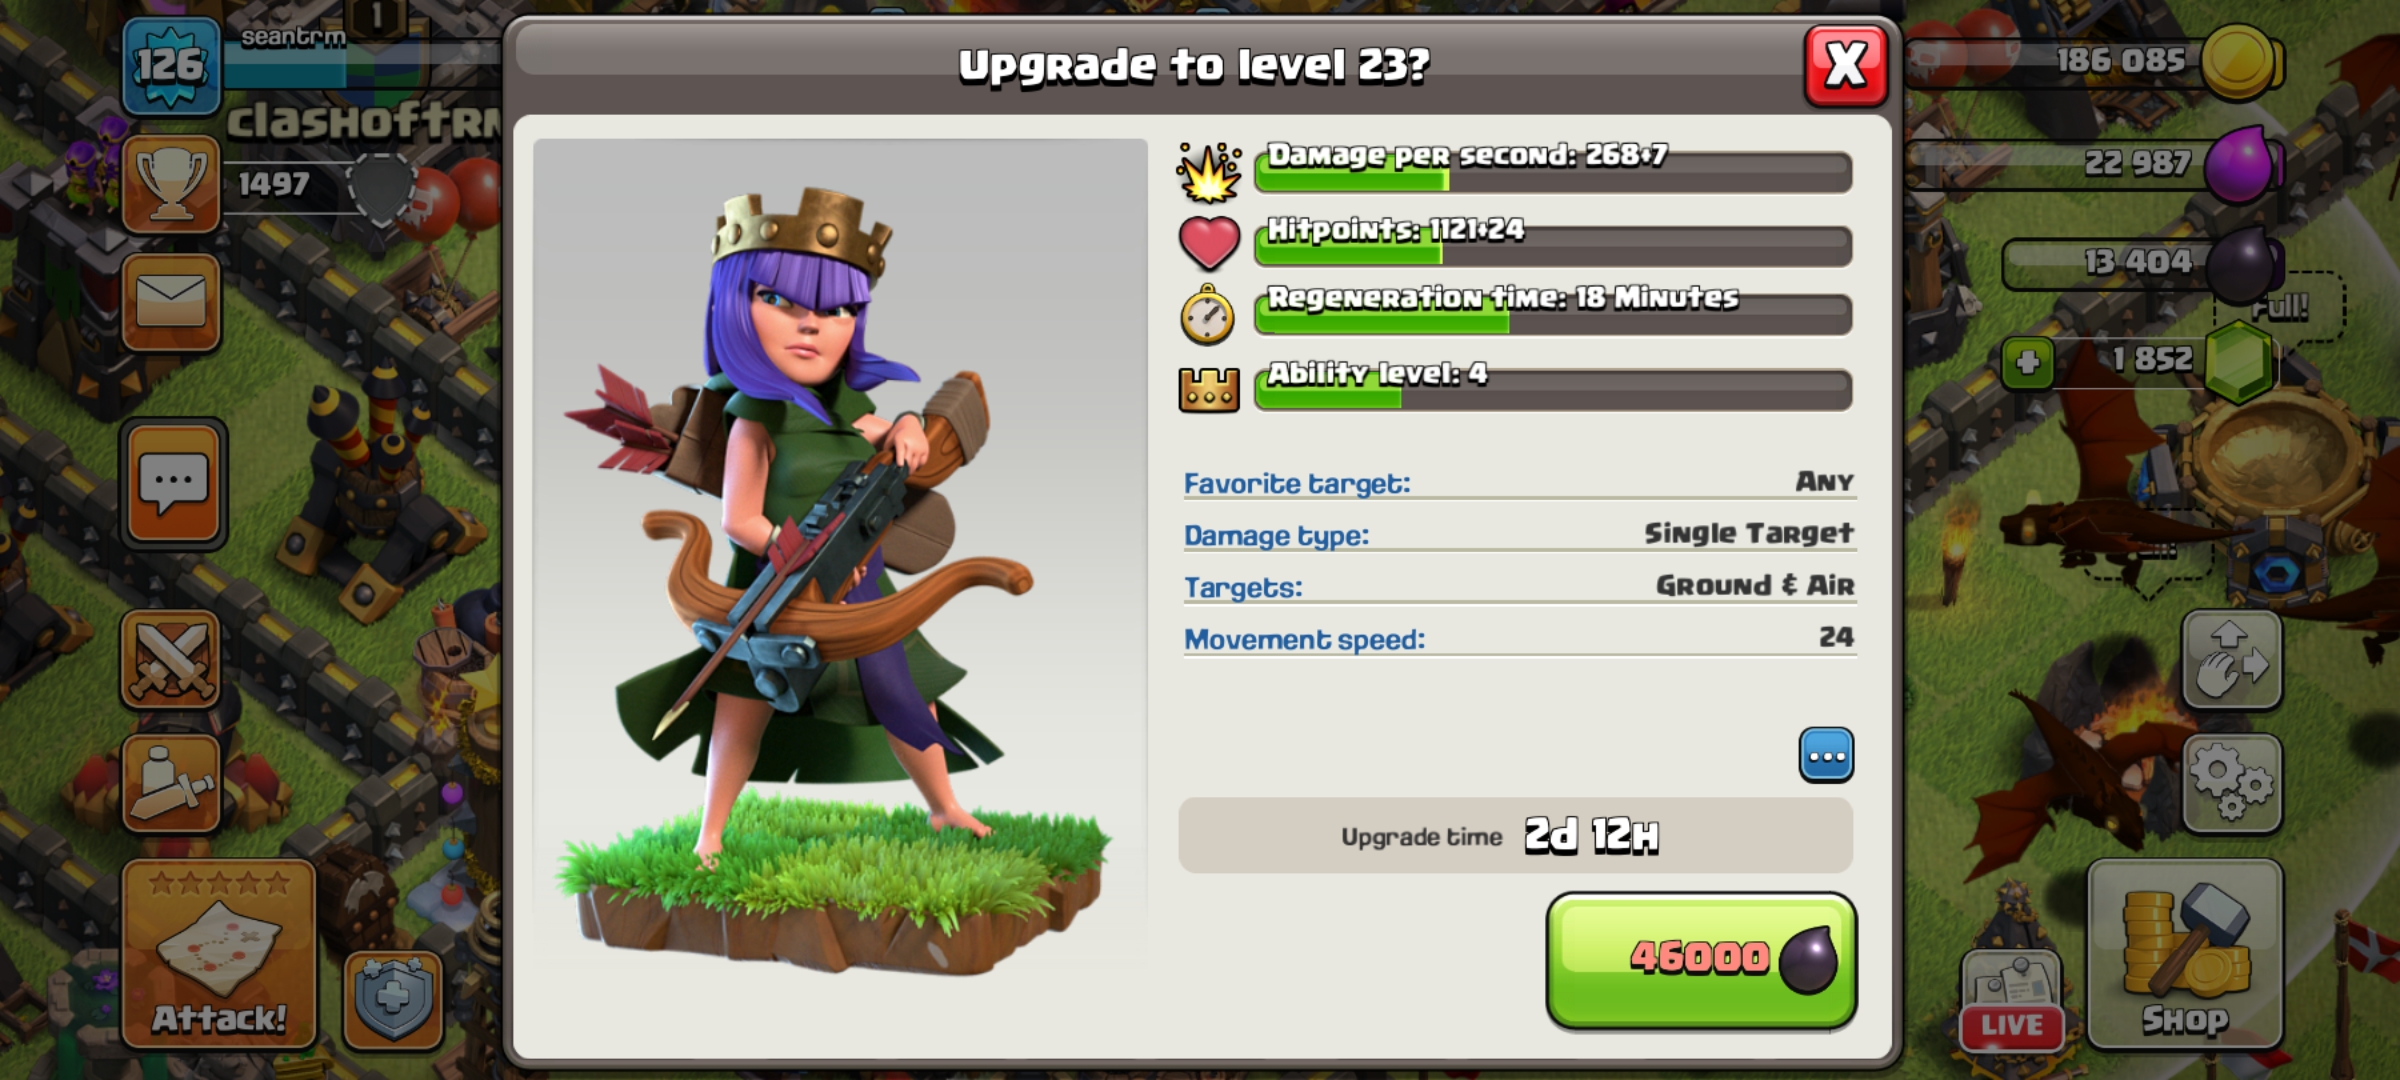 1
126
seantrm
Upgrade to level 23?
X
186 085
Damage per second: 268+7
22 987
1497
Hitpoints: 1121+24
13 404
Regeneration time: 18 Minutes
Full!
1 852
Ability level: 4
Favorite target: Any
Damage type: Single Target
Targets: Ground & Air
Movement speed: 24
Upgrade time 2d 12H
46000
Attack!
LIVE
Shop